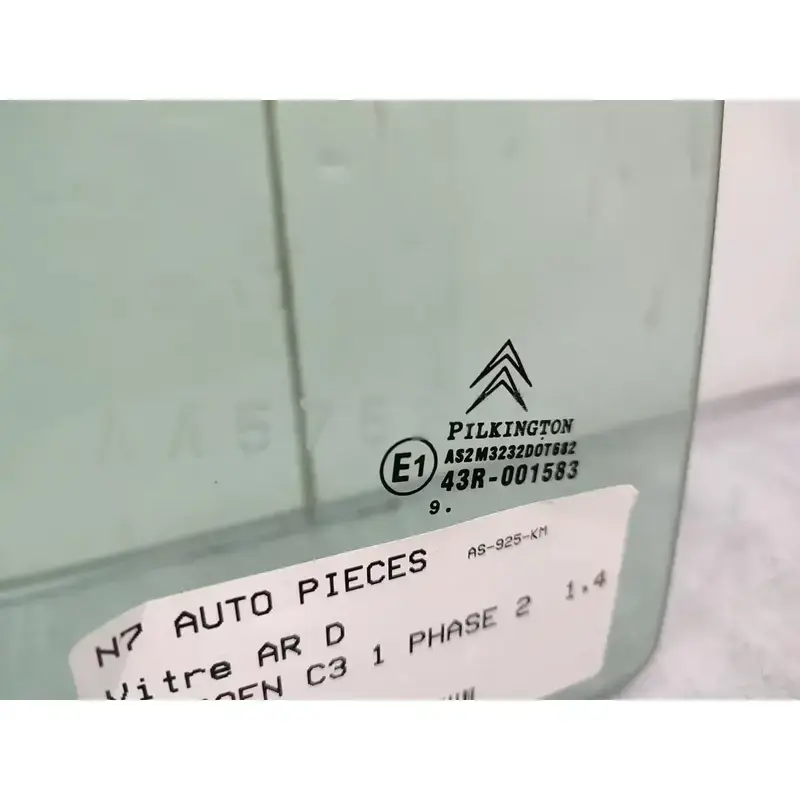 PILKINGTON
AS2M3232DOT682
E1
43R-001583
9.
N7 AUTO PIECES
AS-925-KM
Vitre AR D
C3 1 PHASE 2 1.4